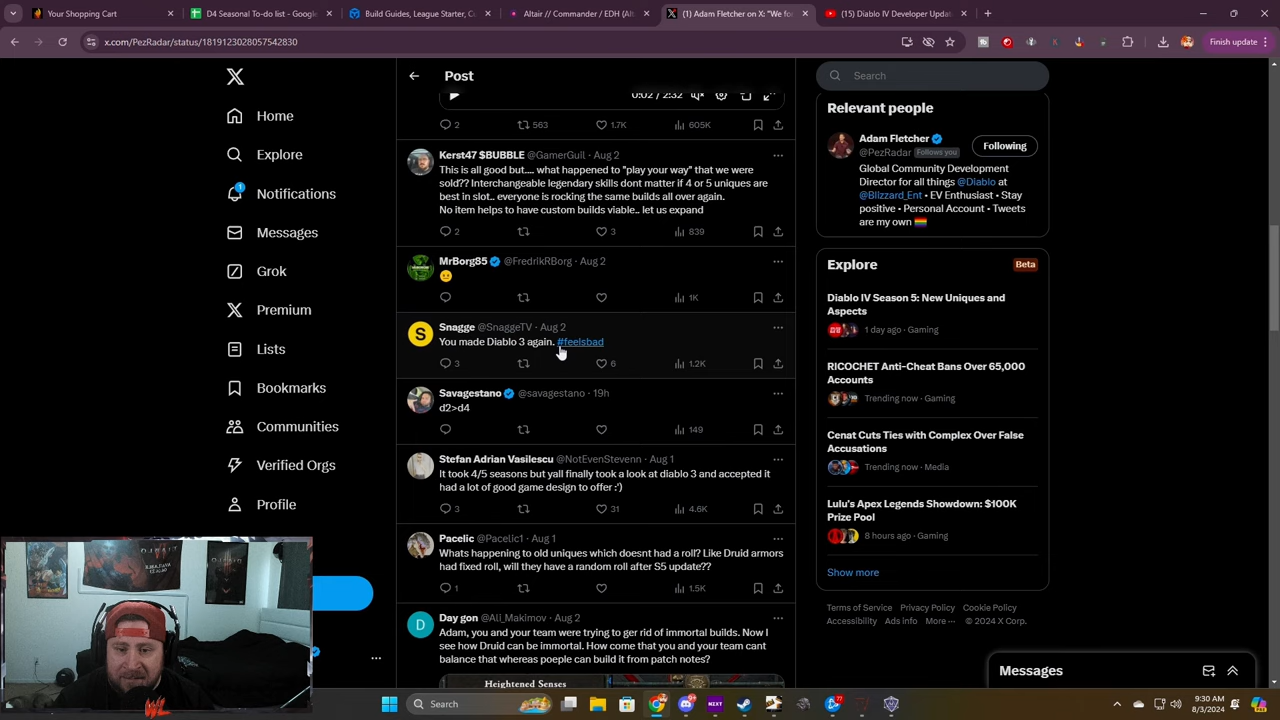 Your Shopping Cart
D4 Seasonal To-do list - Google
Build Guides, League Starter, C
Altair // Commander / EDH (Alt
(1) Adam Fletcher on X: "We fo
(15) Diablo IV Developer Updat
x.com/PezRadar/status/1819123028057542830
Finish update
Home
Explore
1
Notifications
Messages
Grok
Premium
Lists
Bookmarks
Communities
Verified Orgs
Profile
Post
0:02 / 2:32
2 563 1.7K 605K
Kerst47 $BUBBLE @GamerGuil · Aug 2
This is all good but.... what happened to "play your way" that we were
sold?? Interchangeable legendary skills dont matter if 4 or 5 uniques are
best in slot.. everyone is rocking the same builds all over again.
No item helps to have custom builds viable.. let us expand
2 3 839
MrBorg85 @FredrikRBorg · Aug 2
😐
1K
S
Snagge @SnaggeTV · Aug 2
You made Diablo 3 again. #feelsbad
3 6 1.2K
Savagestano @savagestano · 19h
d2>d4
149
Stefan Adrian Vasilescu @NotEvenStevenn · Aug 1
It took 4/5 seasons but yall finally took a look at diablo 3 and accepted it
had a lot of good game design to offer :')
3 31 4.6K
Pacelic @Pacelic1 · Aug 1
Whats happening to old uniques which doesnt had a roll? Like Druid armors
had fixed roll, will they have a random roll after S5 update??
1 1.5K
D
Day gon @Ali_Makimov · Aug 2
Adam, you and your team were trying to ger rid of immortal builds. Now I
see how Druid can be immortal. How come that you and your team cant
balance that whereas poeple can build it from patch notes?
Heightened Senses
Search
Relevant people
Adam Fletcher
@PezRadar Follows you
Following
Global Community Development
Director for all things @Diablo at
@Blizzard_Ent • EV Enthusiast • Stay
positive • Personal Account • Tweets
are my own 🏳️‍🌈
Explore
Beta
Diablo IV Season 5: New Uniques and
Aspects
1 day ago · Gaming
RICOCHET Anti-Cheat Bans Over 65,000
Accounts
Trending now · Gaming
Cenat Cuts Ties with Complex Over False
Accusations
Trending now · Media
Lulu's Apex Legends Showdown: $100K
Prize Pool
8 hours ago · Gaming
Show more
Terms of Service Privacy Policy Cookie Policy
Accessibility Ads info More ··· © 2024 X Corp.
Messages
Search
NEXT
9:30 AM
8/3/2024